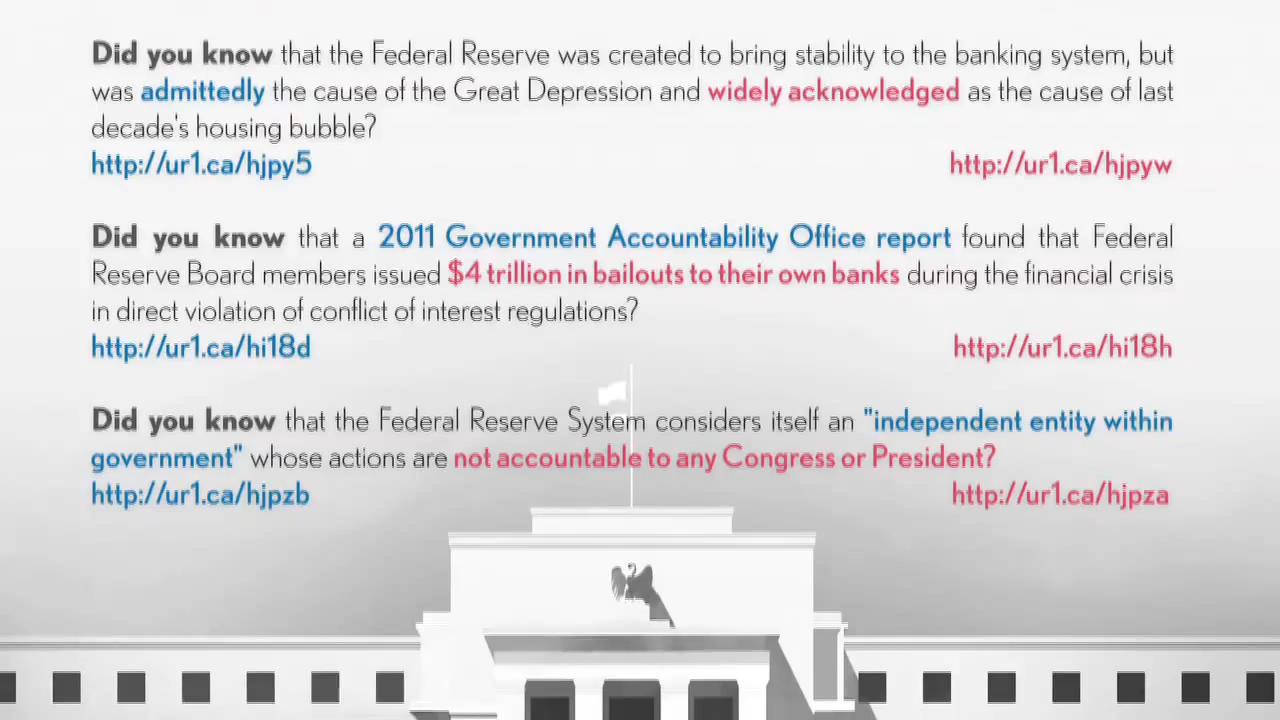 Did you know that the Federal Reserve was created to bring stability to the banking system, but
was admittedly the cause of the Great Depression and widely acknowledged as the cause of last
decade's housing bubble?
http://ur1.ca/hjpy5 http://ur1.ca/hjpyw
Did you know that a 2011 Government Accountability Office report found that Federal
Reserve Board members issued $4 trillion in bailouts to their own banks during the financial crisis
in direct violation of conflict of interest regulations?
http://ur1.ca/hi18d http://ur1.ca/hi18h
Did you know that the Federal Reserve System considers itself an "independent entity within
government" whose actions are not accountable to any Congress or President?
http://ur1.ca/hjpzb http://ur1.ca/hjpza